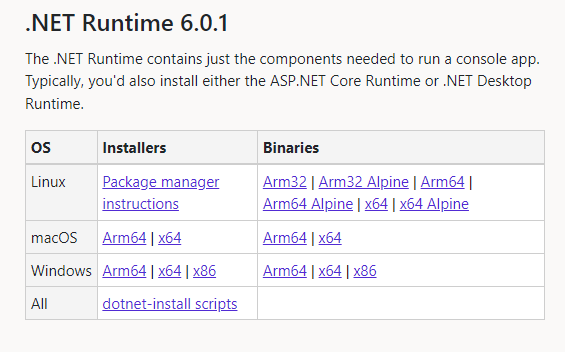 .NET Runtime 6.0.1
The .NET Runtime contains just the components needed to run a console app.
Typically, you'd also install either the ASP.NET Core Runtime or .NET Desktop
Runtime.
OS Installers Binaries
Linux Package manager instructions Arm32 | Arm32 Alpine | Arm64 |
Arm64 Alpine | x64 | x64 Alpine
macOS Arm64 | x64 Arm64 | x64
Windows Arm64 | x64 | x86 Arm64 | x64 | x86
All dotnet-install scripts